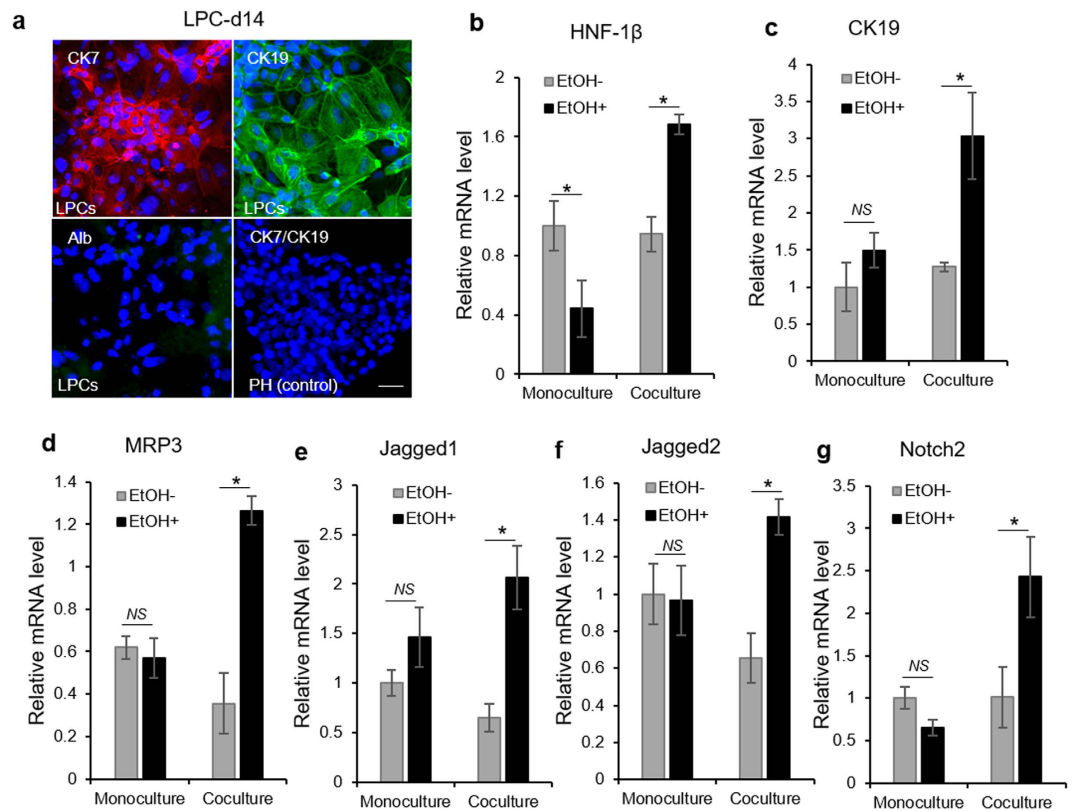 a
LPC-d14
CK7
LPCs
CK19
LPCs
Alb
LPCs
CK7/CK19
PH (control)
b
HNF-1β
Relative mRNA level
2
1.6
1.2
0.8
0.4
0
EtOH-
EtOH+
*
*
Monoculture
Coculture
c
CK19
Relative mRNA level
4
3.5
3
2.5
2
1.5
1
0.5
0
EtOH-
EtOH+
NS
*
Monoculture
Coculture
d
MRP3
Relative mRNA level
1.4
1.2
1
0.8
0.6
0.4
0.2
0
EtOH-
EtOH+
NS
*
Monoculture
Coculture
e
Jagged1
Relative mRNA level
3
2.5
2
1.5
1
0.5
0
EtOH-
EtOH+
NS
*
Monoculture
Coculture
f
Jagged2
Relative mRNA level
1.6
1.4
1.2
1
0.8
0.6
0.4
0.2
0
EtOH-
EtOH+
NS
*
Monoculture
Coculture
g
Notch2
Relative mRNA level
3.5
3
2.5
2
1.5
1
0.5
0
EtOH-
EtOH+
NS
*
Monoculture
Coculture